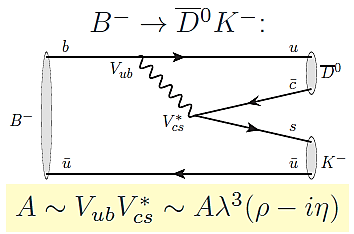 B⁻ → D̅⁰K⁻:
b u
V_ub D̅⁰
c̄
B⁻ V*_cs s
ū ū K⁻
A ∼ V_ub V*_cs ∼ Aλ³(ρ − iη)